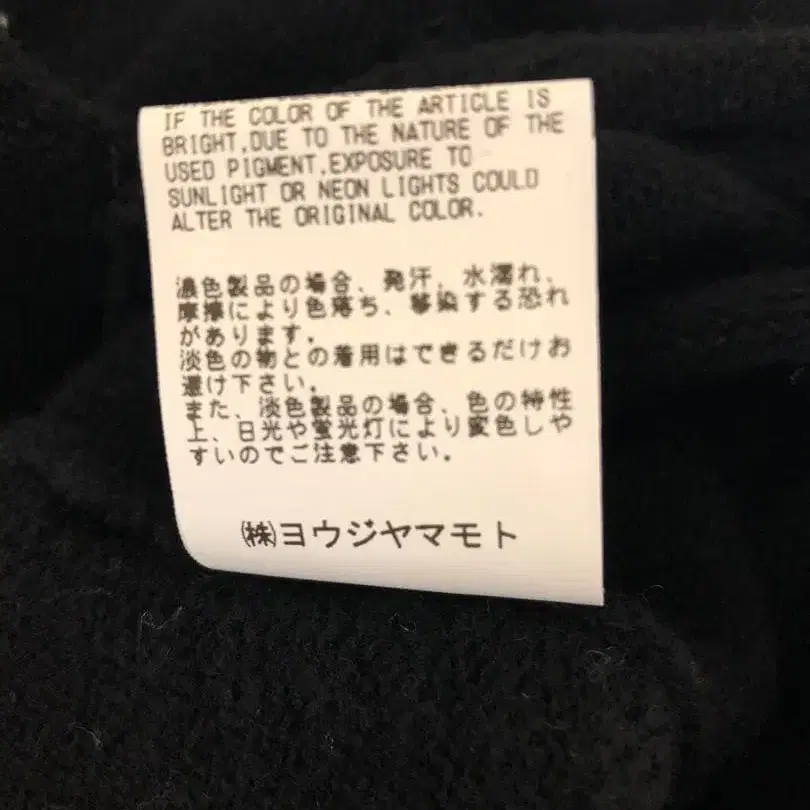 IF THE COLOR OF THE ARTICLE IS
BRIGHT,DUE TO THE NATURE OF THE
USED PIGMENT,EXPOSURE TO
SUNLIGHT OR NEON LIGHTS COULD
ALTER THE ORIGINAL COLOR.
濃色製品の場合、発汗、水濡れ、
摩擦により色落ち、移染する恐れ
があります。
淡色の物との着用はできるだけお
避け下さい。
また、淡色製品の場合、色の特性
上、日光や蛍光灯により変色しや
すいのでご注意下さい。
㈱ヨウジヤマモト